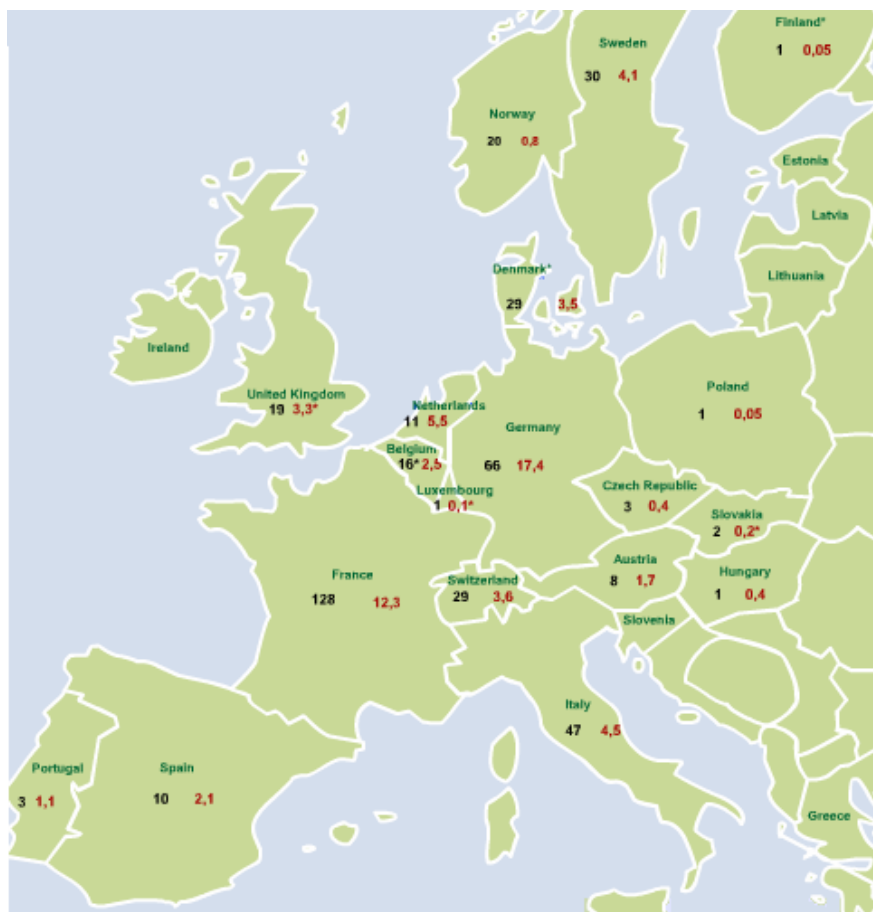 Finland*
1 0,05
Sweden
30 4,1
Norway
20 0,8
Estonia
Latvia
Lithuania
Denmark*
29 3,5
Ireland
United Kingdom
19 3,3*
Netherlands
11 5,5
Belgium
16* 2,5
Luxembourg
1 0,1*
Germany
66 17,4
Poland
1 0,05
Czech Republic
3 0,4
Slovakia
2 0,2*
France
128 12,3
Switzerland
29 3,6
Austria
8 1,7
Hungary
1 0,4
Slovenia
Italy
47 4,5
Portugal
3 1,1
Spain
10 2,1
Greece